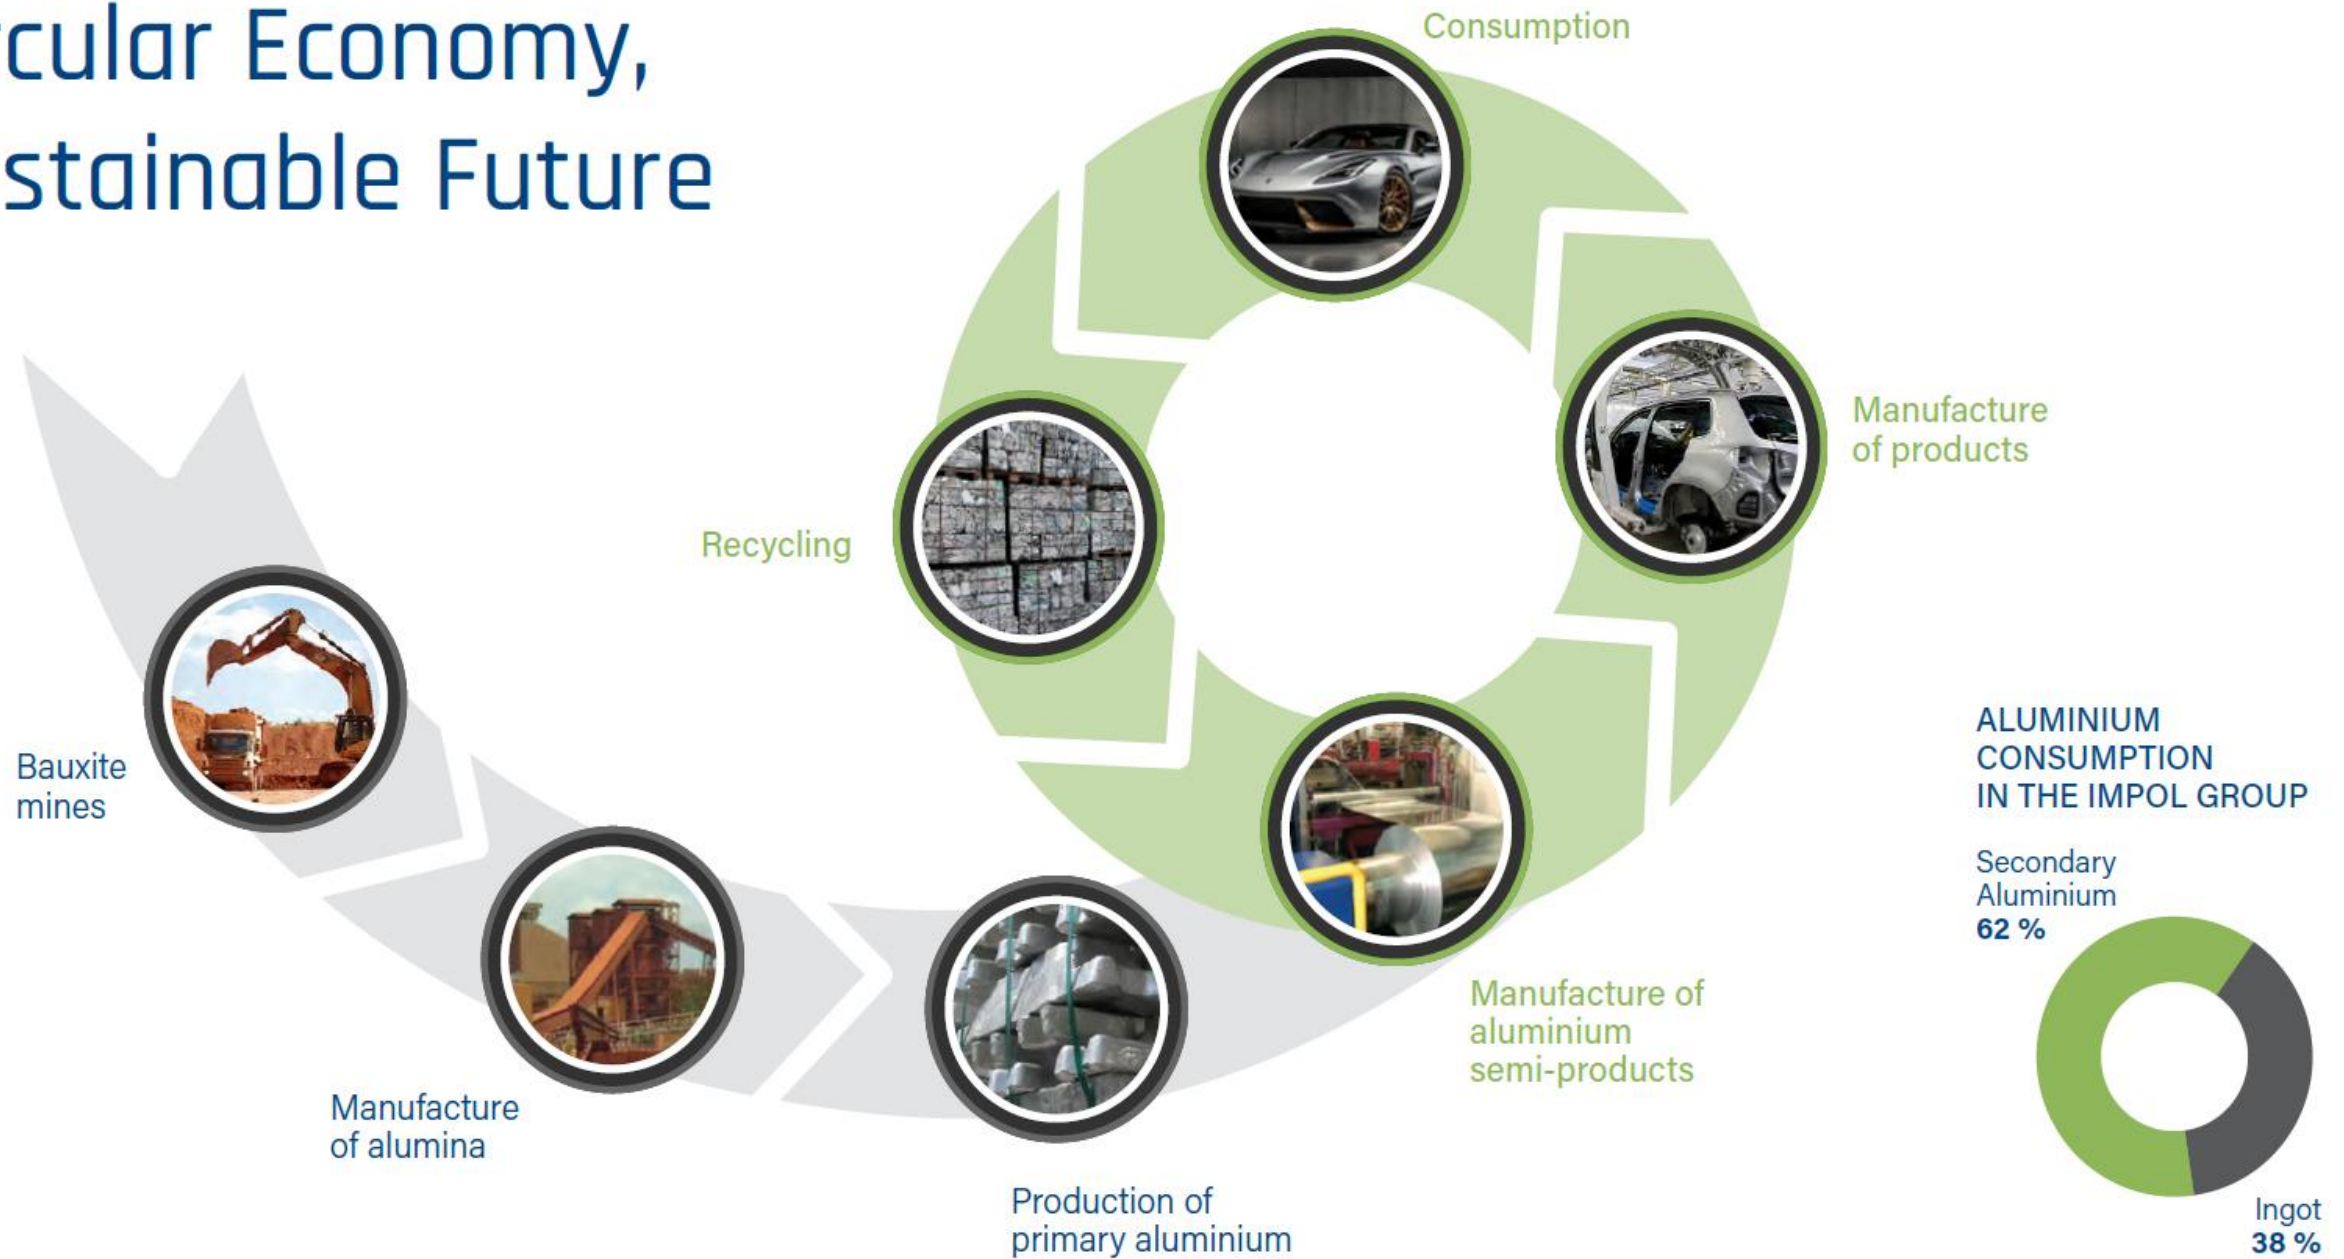 rcular Economy,
stainable Future
Consumption
Manufacture
of products
Recycling
Bauxite
mines
Manufacture
of alumina
Production of
primary aluminium
Manufacture of
aluminium
semi-products
ALUMINIUM
CONSUMPTION
IN THE IMPOL GROUP
Secondary
Aluminium
62 %
Ingot
38 %